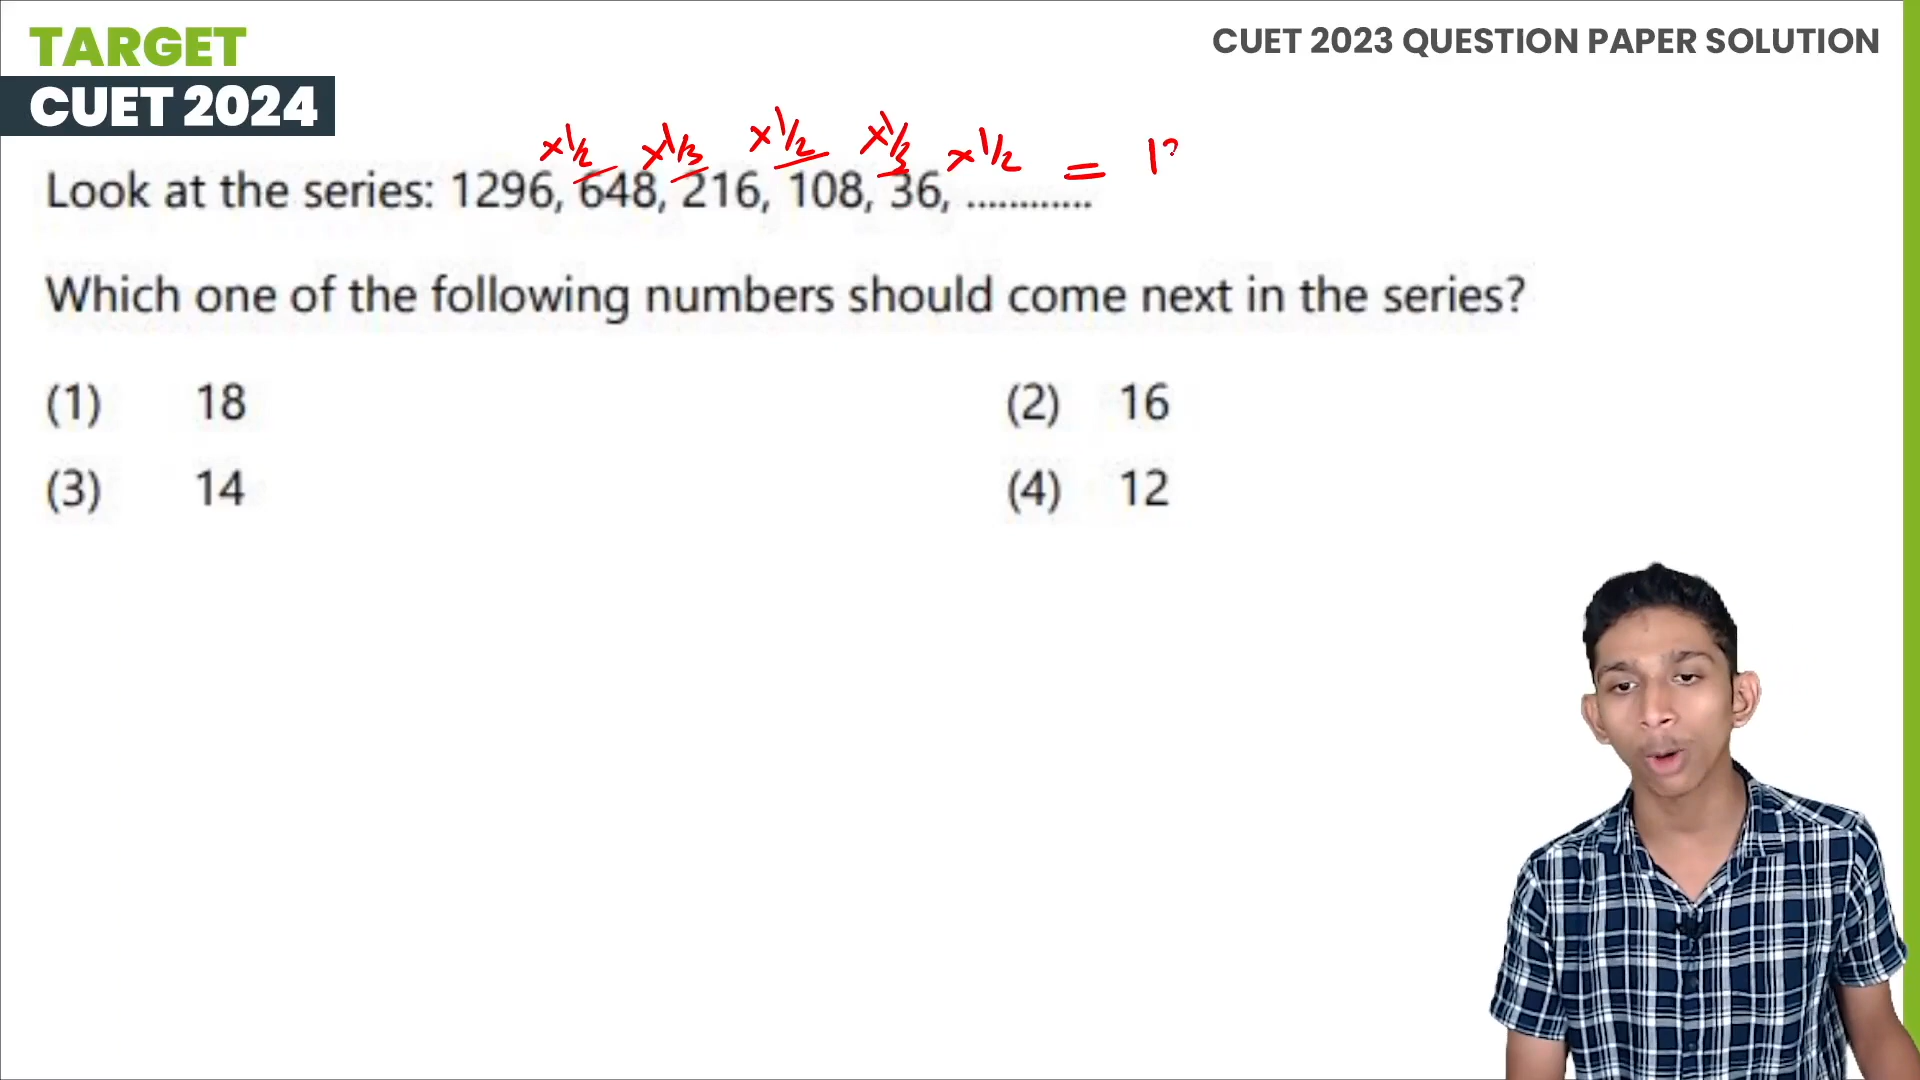 TARGET
CUET 2024
CUET 2023 QUESTION PAPER SOLUTION
×1/2 ×1/3 ×1/2 ×1/3 ×1/2 = 1
Look at the series: 1296, 648, 216, 108, 36, ............
Which one of the following numbers should come next in the series?
(1) 18
(2) 16
(3) 14
(4) 12